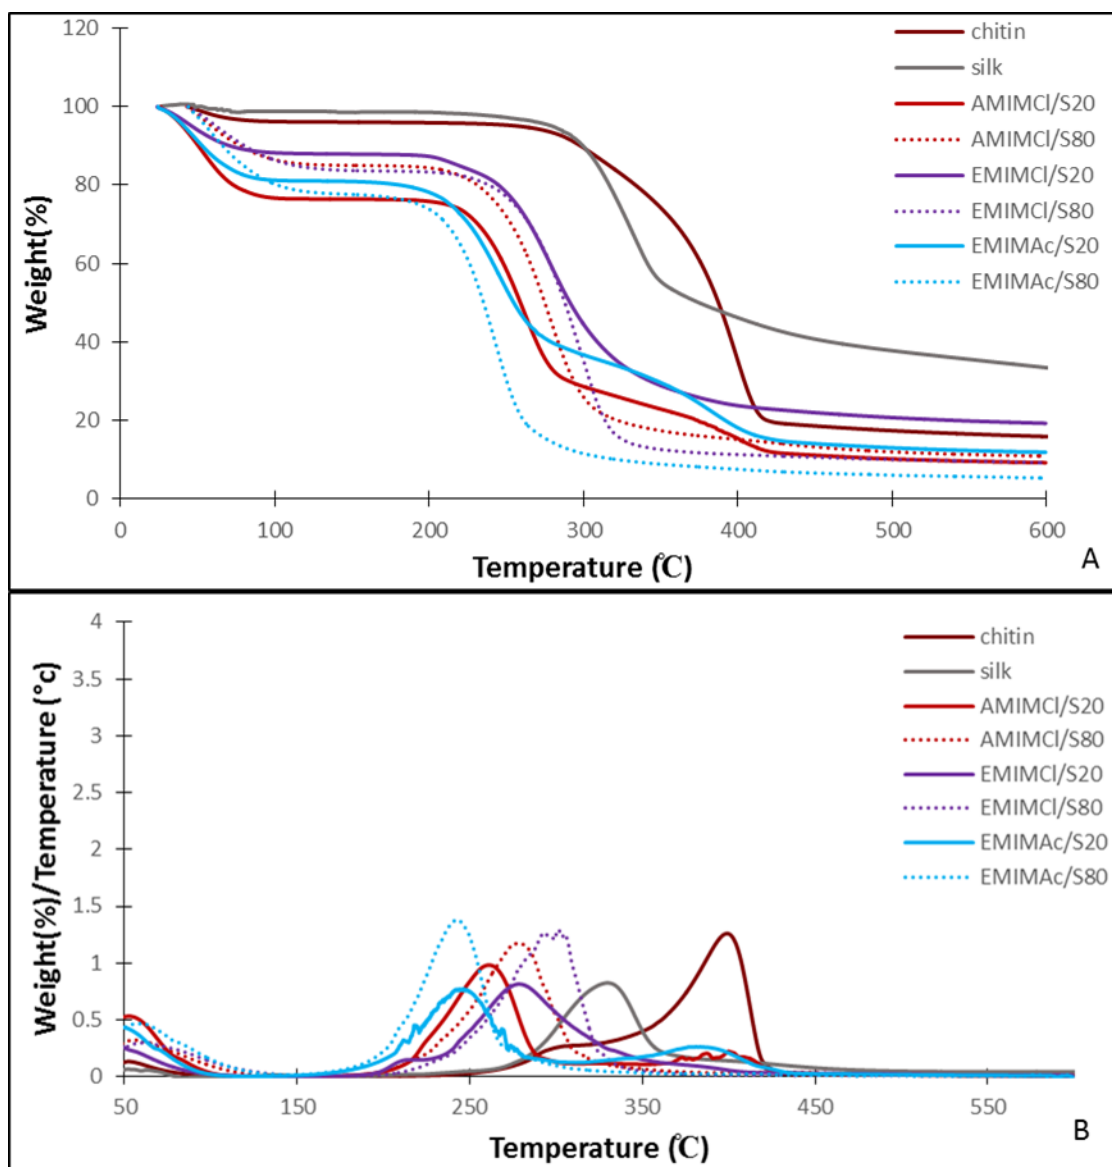 120
100
80
60
40
20
0
Weight(%)
0
100
200
300
400
500
600
Temperature (℃)
chitin
silk
AMIMCl/S20
AMIMCl/S80
EMIMCl/S20
EMIMCl/S80
EMIMAc/S20
EMIMAc/S80
A
4
3.5
3
2.5
2
1.5
1
0.5
0
Weight(%)/Temperature (°c)
50
150
250
350
450
550
Temperature (℃)
chitin
silk
AMIMCl/S20
AMIMCl/S80
EMIMCl/S20
EMIMCl/S80
EMIMAc/S20
EMIMAc/S80
B